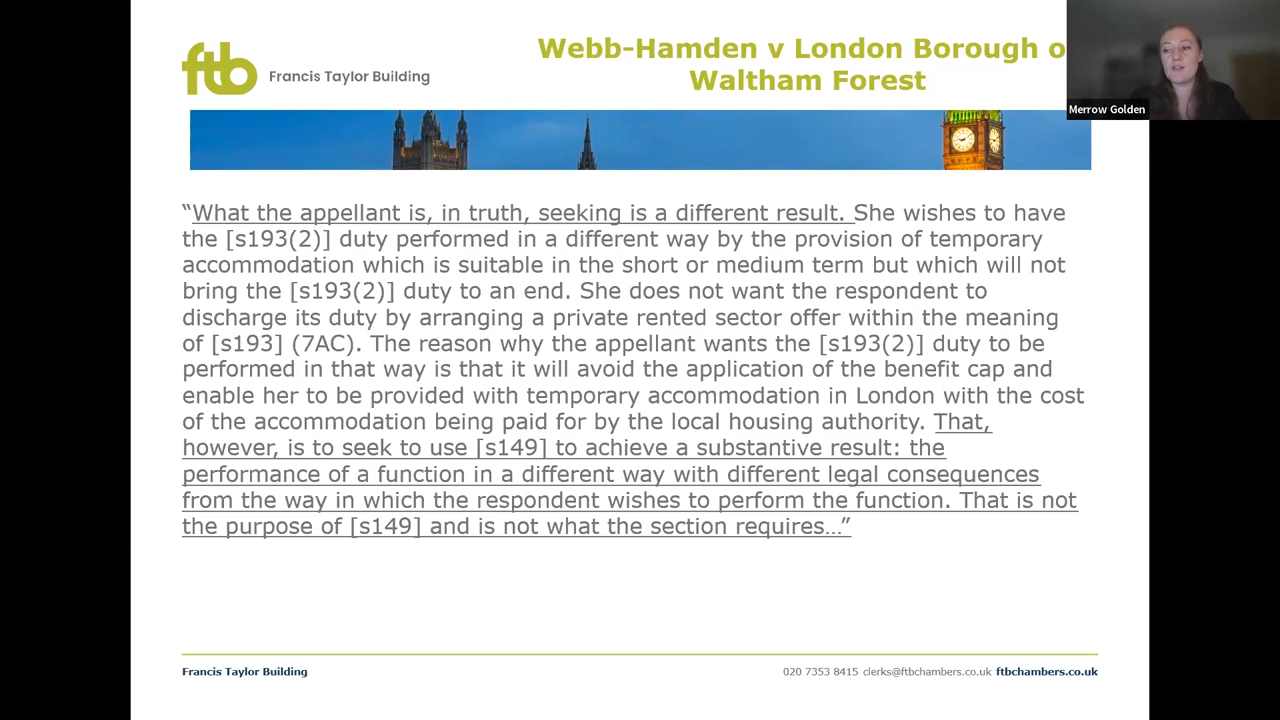 ftb Francis Taylor Building
Webb-Hamden v London Borough o
Waltham Forest
Merrow Golden
“What the appellant is, in truth, seeking is a different result. She wishes to have
the [s193(2)] duty performed in a different way by the provision of temporary
accommodation which is suitable in the short or medium term but which will not
bring the [s193(2)] duty to an end. She does not want the respondent to
discharge its duty by arranging a private rented sector offer within the meaning
of [s193] (7AC). The reason why the appellant wants the [s193(2)] duty to be
performed in that way is that it will avoid the application of the benefit cap and
enable her to be provided with temporary accommodation in London with the cost
of the accommodation being paid for by the local housing authority. That,
however, is to seek to use [s149] to achieve a substantive result: the
performance of a function in a different way with different legal consequences
from the way in which the respondent wishes to perform the function. That is not
the purpose of [s149] and is not what the section requires…”
Francis Taylor Building
020 7353 8415 clerks@ftbchambers.co.uk ftbchambers.co.uk